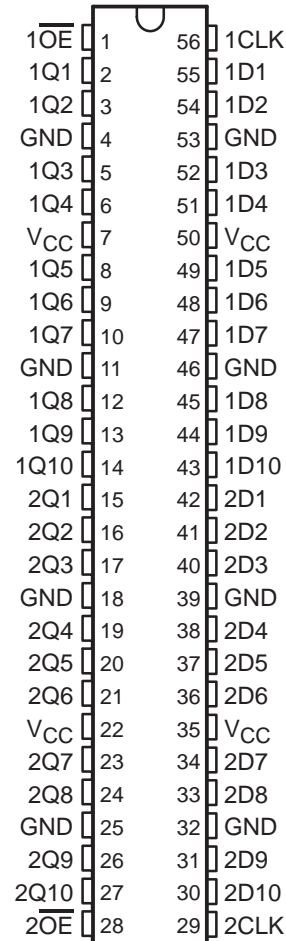 1O̅E̅ 1 56 1CLK
1Q1 2 55 1D1
1Q2 3 54 1D2
GND 4 53 GND
1Q3 5 52 1D3
1Q4 6 51 1D4
VCC 7 50 VCC
1Q5 8 49 1D5
1Q6 9 48 1D6
1Q7 10 47 1D7
GND 11 46 GND
1Q8 12 45 1D8
1Q9 13 44 1D9
1Q10 14 43 1D10
2Q1 15 42 2D1
2Q2 16 41 2D2
2Q3 17 40 2D3
GND 18 39 GND
2Q4 19 38 2D4
2Q5 20 37 2D5
2Q6 21 36 2D6
VCC 22 35 VCC
2Q7 23 34 2D7
2Q8 24 33 2D8
GND 25 32 GND
2Q9 26 31 2D9
2Q10 27 30 2D10
2O̅E̅ 28 29 2CLK